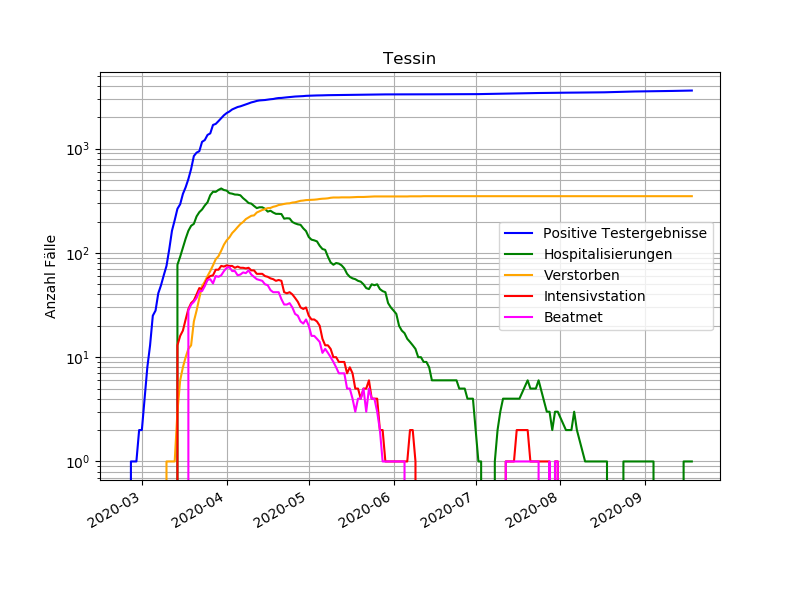 Tessin
Anzahl Fälle
10³
10²
10¹
10⁰
Positive Testergebnisse
Hospitalisierungen
Verstorben
Intensivstation
Beatmet
2020-03
2020-04
2020-05
2020-06
2020-07
2020-08
2020-09